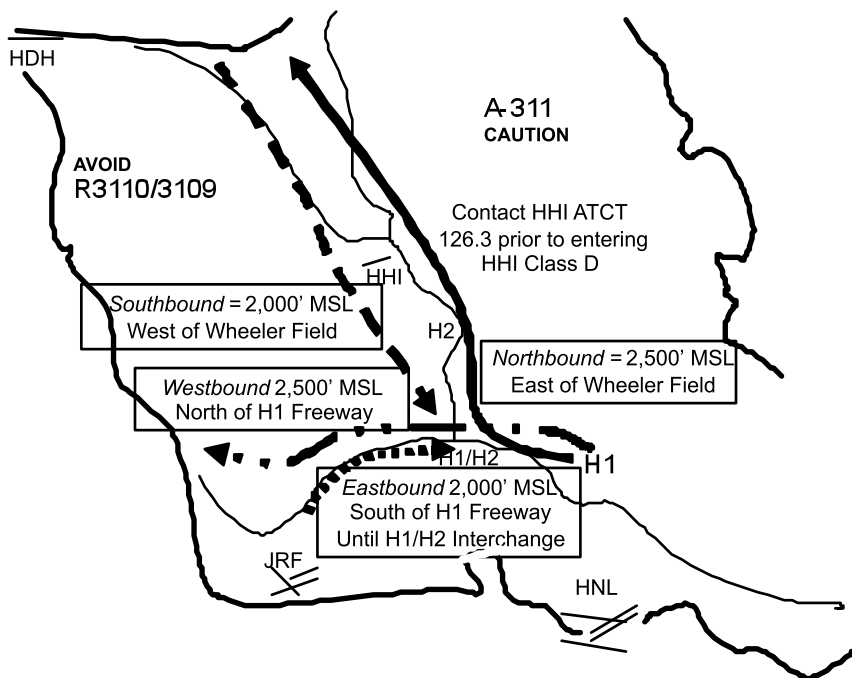 HDH
A-311
CAUTION
AVOID
R3110/3109
Contact HHI ATCT
126.3 prior to entering
HHI Class D
HHI
Southbound = 2,000’ MSL
West of Wheeler Field
H2
Northbound = 2,500’ MSL
East of Wheeler Field
Westbound 2,500’ MSL
North of H1 Freeway
H1/H2
H1
Eastbound 2,000’ MSL
South of H1 Freeway
Until H1/H2 Interchange
JRF
HNL